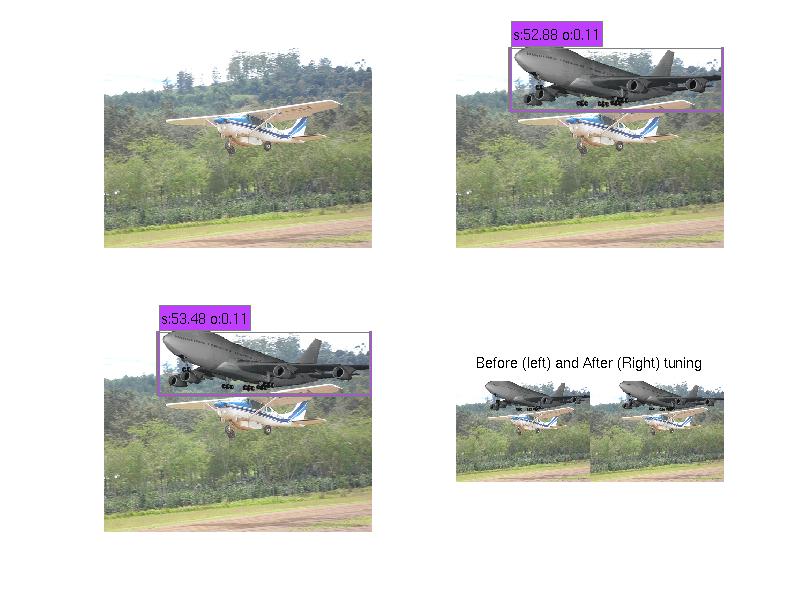 s:52.88 o:0.11
s:53.48 o:0.11
Before (left) and After (Right) tuning